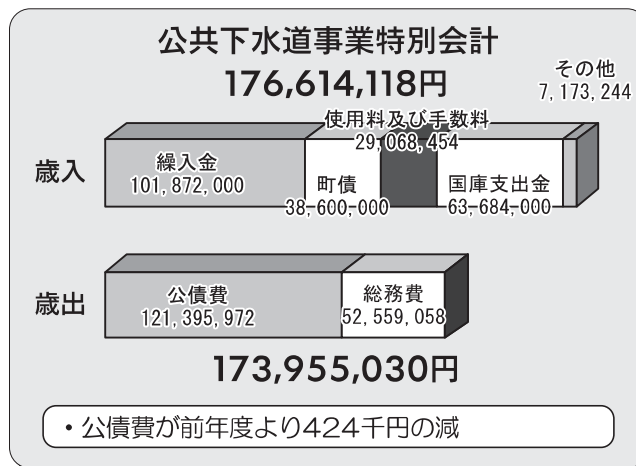 公共下水道事業特別会計
176,614,118円
その他
7,173,244
使用料及び手数料
29,068,454
歳入
繰入金
101,872,000
町債
38,600,000
国庫支出金
63,684,000
歳出
公債費
121,395,972
総務費
52,559,058
173,955,030円
・公債費が前年度より424千円の減